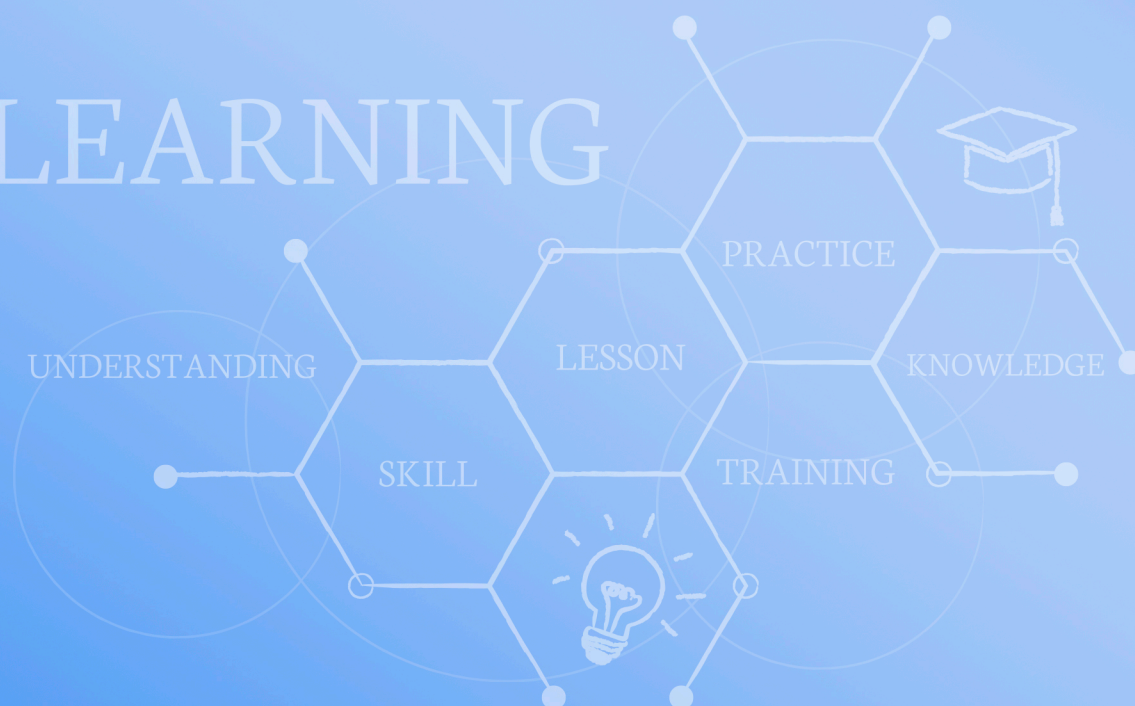 LEARNING
PRACTICE
UNDERSTANDING
LESSON
KNOWLEDGE
SKILL
TRAINING